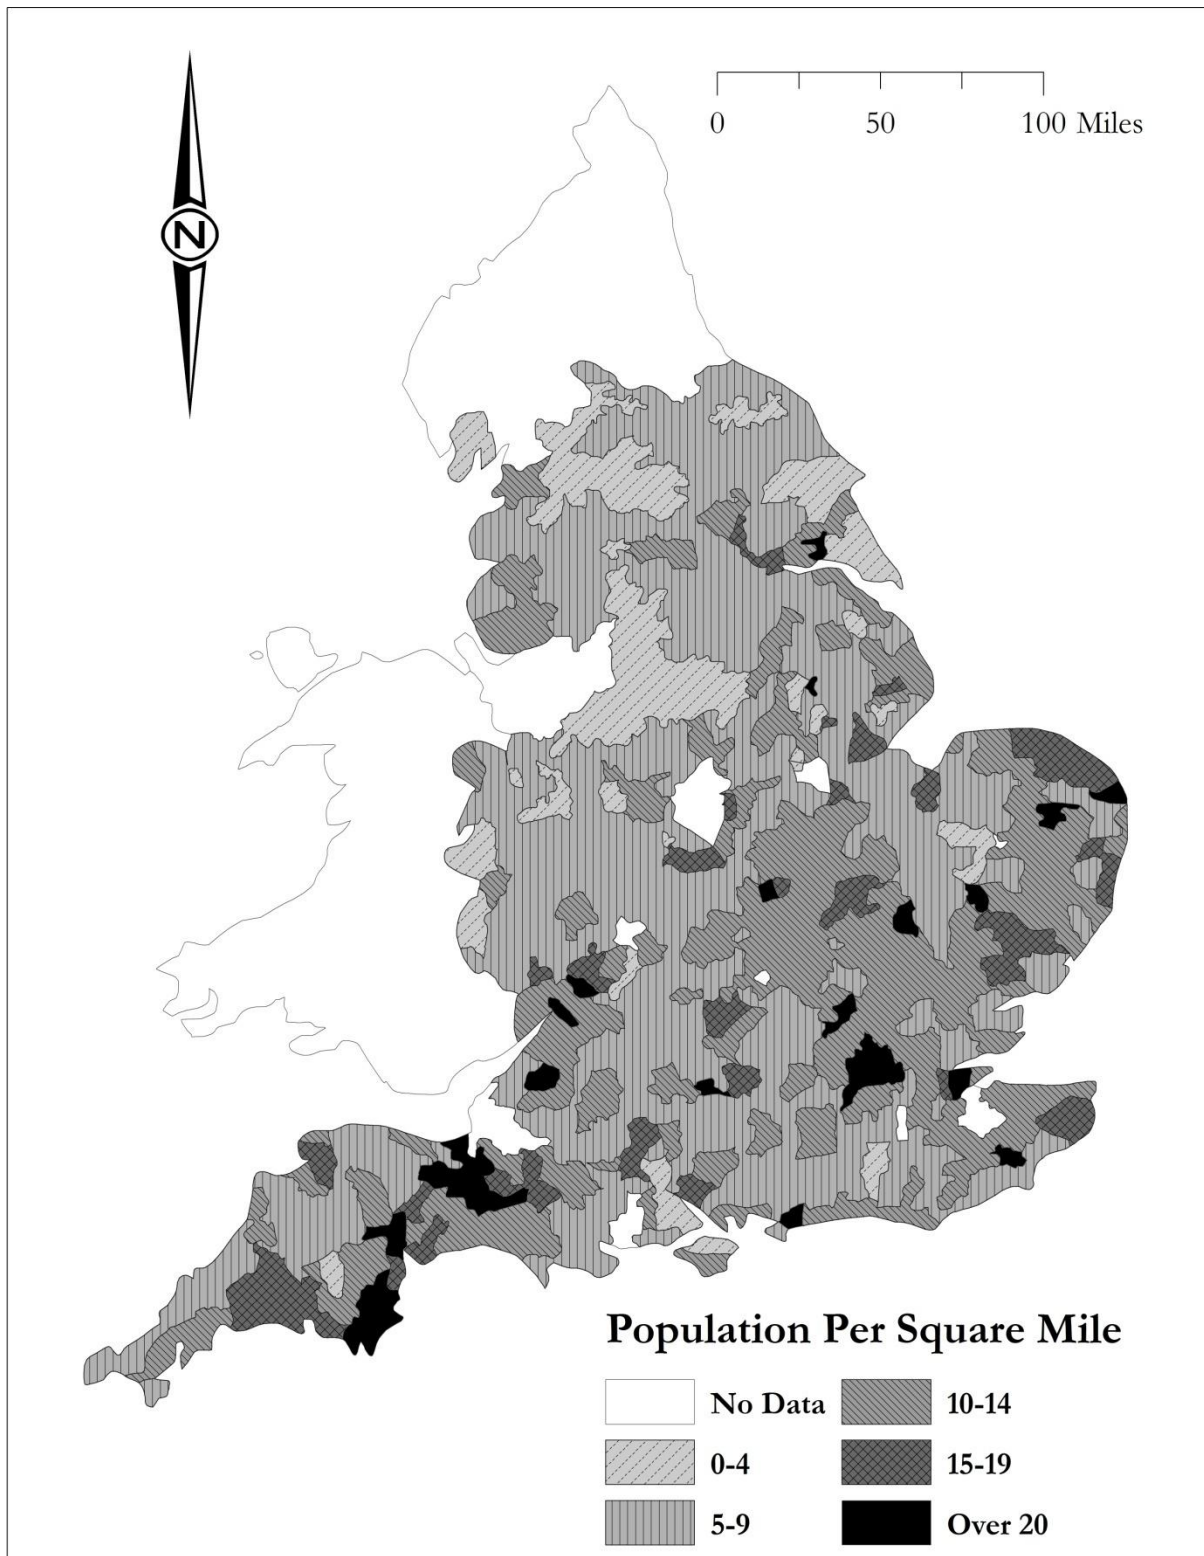 N
0 50 100 Miles
Population Per Square Mile
No Data
0-4
5-9
10-14
15-19
Over 20